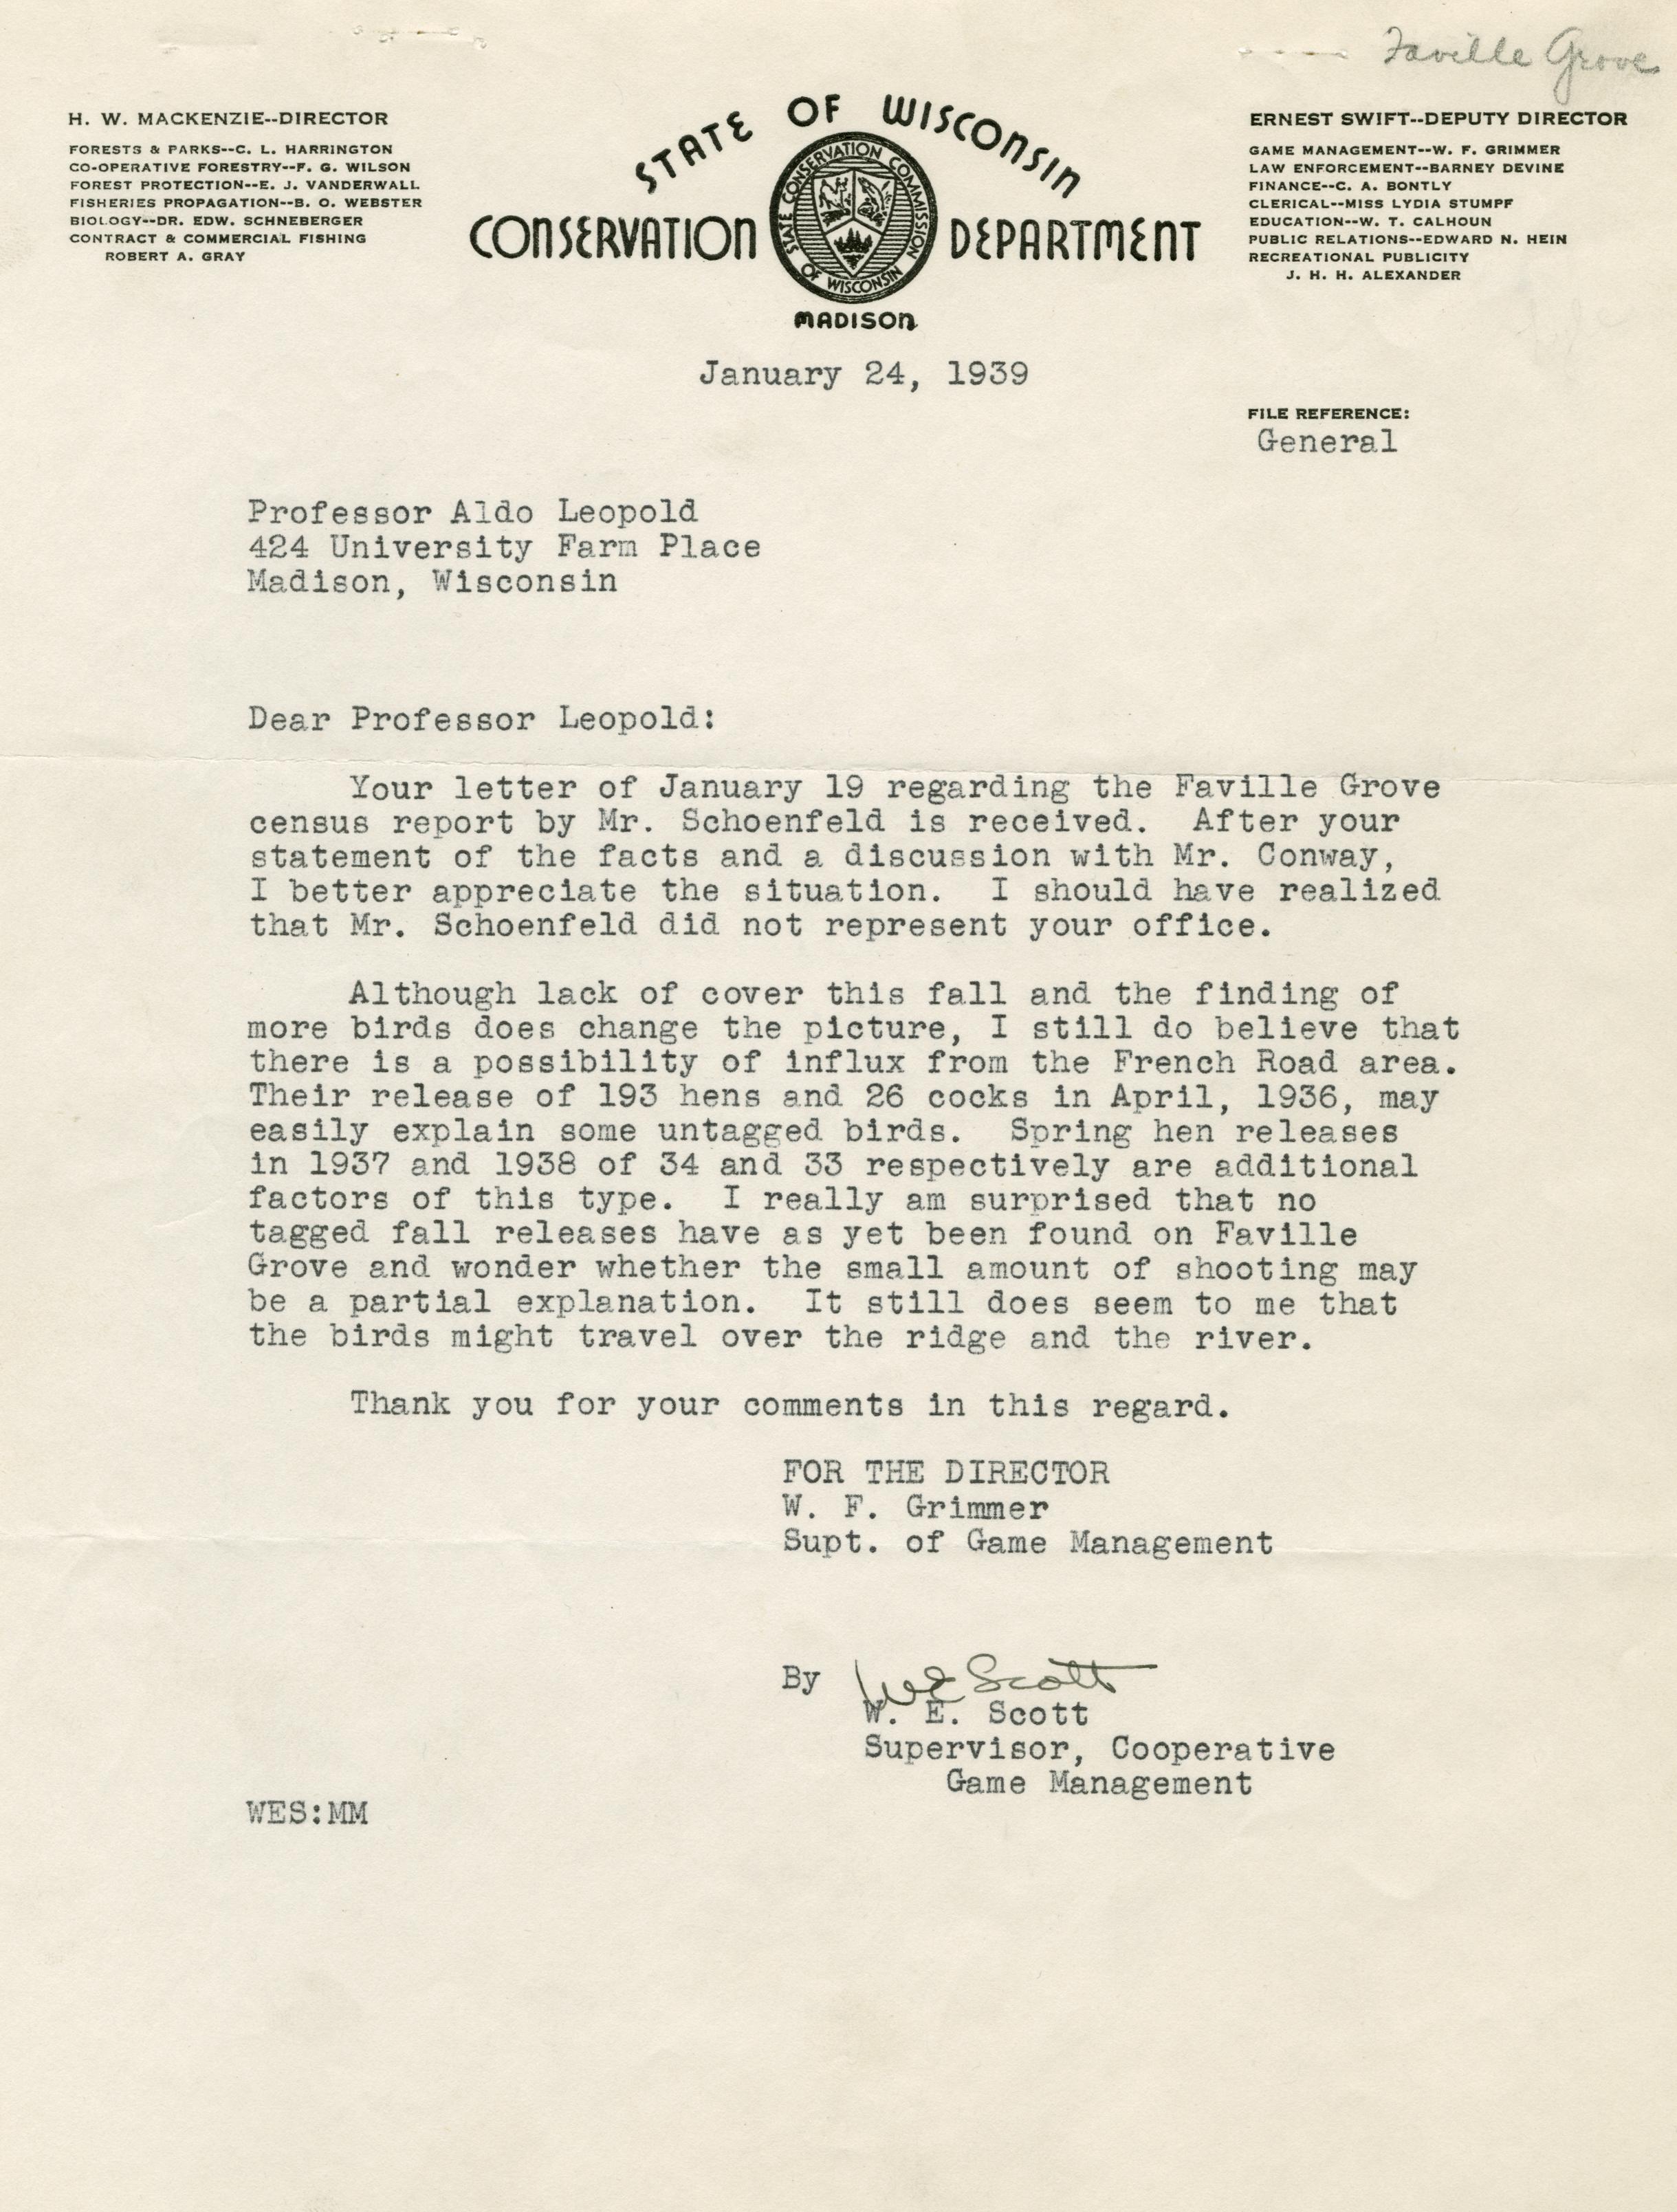 Faville Grove
H. W. MACKENZIE--DIRECTOR
FORESTS & PARKS--C. L. HARRINGTON
CO-OPERATIVE FORESTRY--F. G. WILSON
FOREST PROTECTION--E. J. VANDERWALL
FISHERIES PROPAGATION--B. O. WEBSTER
BIOLOGY--DR. EDW. SCHNEBERGER
CONTRACT & COMMERCIAL FISHING
ROBERT A. GRAY
STATE OF WISCONSIN
CONSERVATION DEPARTMENT
STATE CONSERVATION COMMISSION
OF WISCONSIN
MADISON
ERNEST SWIFT--DEPUTY DIRECTOR
GAME MANAGEMENT--W. F. GRIMMER
LAW ENFORCEMENT--BARNEY DEVINE
FINANCE--C. A. BONTLY
CLERICAL--MISS LYDIA STUMPF
EDUCATION--W. T. CALHOUN
PUBLIC RELATIONS--EDWARD N. HEIN
RECREATIONAL PUBLICITY
J. H. H. ALEXANDER
January 24, 1939
FILE REFERENCE:
General
Professor Aldo Leopold
424 University Farm Place
Madison, Wisconsin
Dear Professor Leopold:
Your letter of January 19 regarding the Faville Grove
census report by Mr. Schoenfeld is received. After your
statement of the facts and a discussion with Mr. Conway,
I better appreciate the situation. I should have realized
that Mr. Schoenfeld did not represent your office.
Although lack of cover this fall and the finding of
more birds does change the picture, I still do believe that
there is a possibility of influx from the French Road area.
Their release of 193 hens and 26 cocks in April, 1936, may
easily explain some untagged birds. Spring hen releases
in 1937 and 1938 of 34 and 33 respectively are additional
factors of this type. I really am surprised that no
tagged fall releases have as yet been found on Faville
Grove and wonder whether the small amount of shooting may
be a partial explanation. It still does seem to me that
the birds might travel over the ridge and the river.
Thank you for your comments in this regard.
FOR THE DIRECTOR
W. F. Grimmer
Supt. of Game Management
By WE Scott
W. E. Scott
Supervisor, Cooperative
Game Management
WES:MM